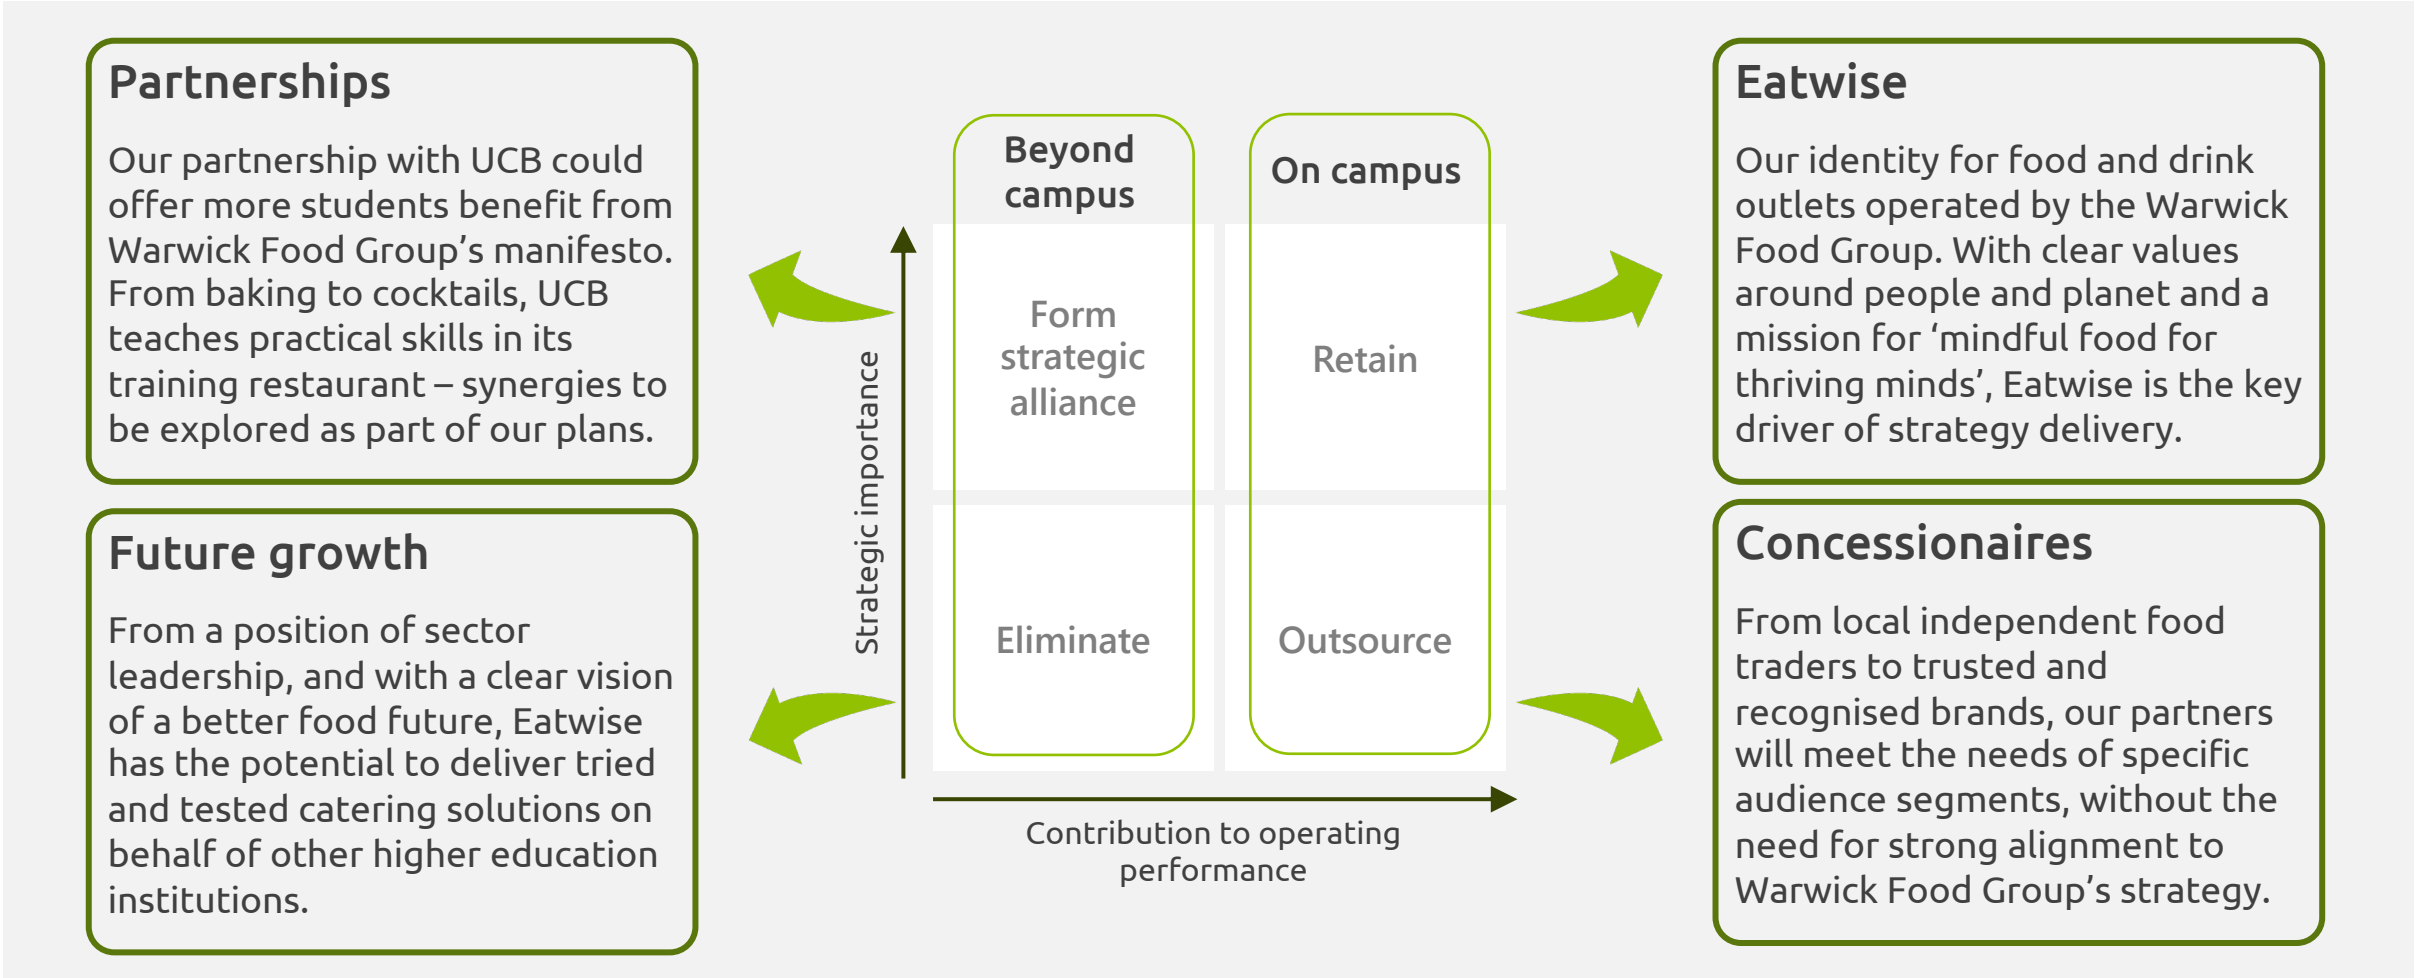 Partnerships
Our partnership with UCB could
offer more students benefit from
Warwick Food Group’s manifesto.
From baking to cocktails, UCB
teaches practical skills in its
training restaurant – synergies to
be explored as part of our plans.
Future growth
From a position of sector
leadership, and with a clear vision
of a better food future, Eatwise
has the potential to deliver tried
and tested catering solutions on
behalf of other higher education
institutions.
Strategic importance
Beyond
campus
On campus
Form
strategic
alliance
Retain
Eliminate
Outsource
Contribution to operating
performance
Eatwise
Our identity for food and drink
outlets operated by the Warwick
Food Group. With clear values
around people and planet and a
mission for ‘mindful food for
thriving minds’, Eatwise is the key
driver of strategy delivery.
Concessionaires
From local independent food
traders to trusted and
recognised brands, our partners
will meet the needs of specific
audience segments, without the
need for strong alignment to
Warwick Food Group’s strategy.